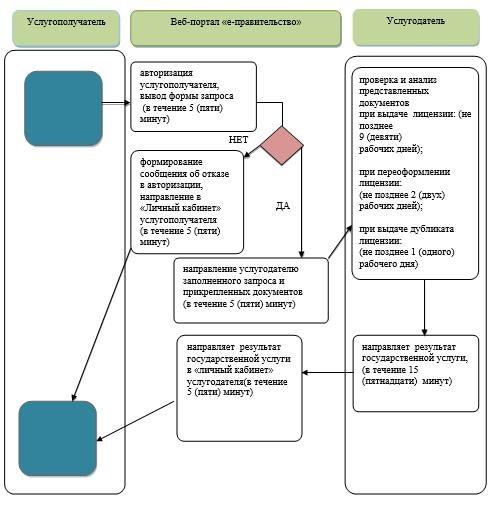 Услугополучатель
Веб-портал «е-правительство»
Услугодатель
авторизация
услугополучателя,
вывод формы запроса
(в течение 5 (пяти)
минут)
НЕТ
формирование
сообщения об отказе
в авторизации,
направление в
«Личный кабинет»
услугополучателя
(в течение 5 (пяти)
минут)
ДА
направление услугодателю
заполненного запроса и
прикрепленных документов
(в течение 5 (пяти) минут)
проверка и анализ
представленных
документов
при выдаче лицензии: (не
позднее
9 (девяти)
рабочих дней);
при переоформлении
лицензии:
(не позднее 2 (двух)
рабочих дней);
при выдаче дубликата
лицензии:
(не позднее 1 (одного)
рабочего дня)
направляет результат
государственной услуги,
(в течение 15
(пятнадцати) минут)
направляет результат
государственной услуги
в «личный кабинет»
услугодателя(в течение
5 (пяти) минут)